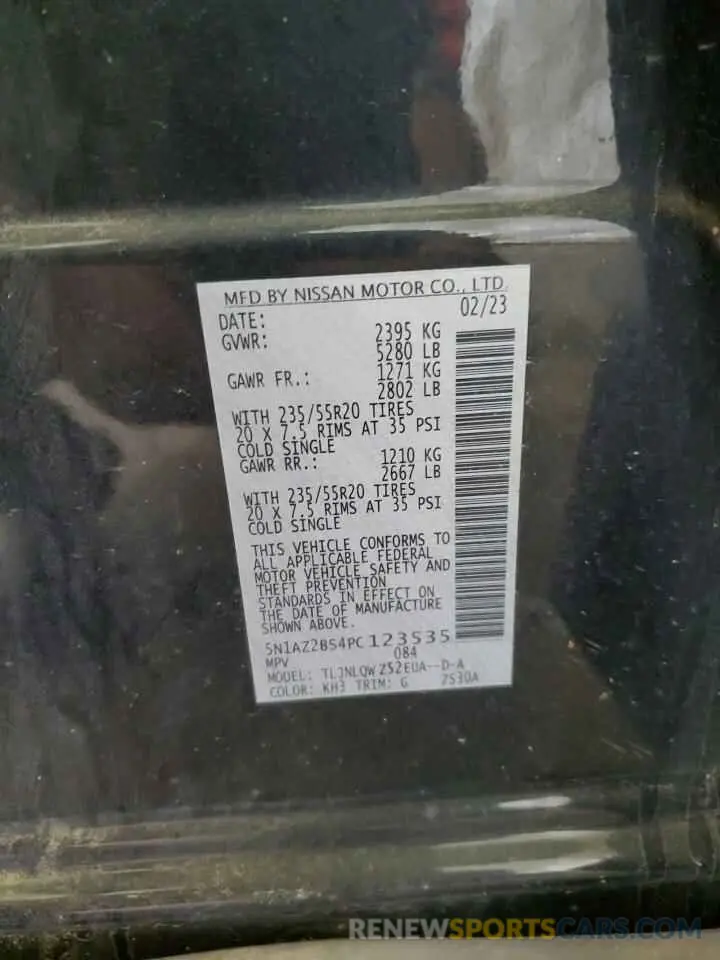 MFD BY NISSAN MOTOR CO., LTD.
DATE: 02/23
GVWR: 2395 KG
5280 LB
GAWR FR.: 1271 KG
2802 LB
WITH 235/55R20 TIRES
20 X 7.5 RIMS AT 35 PSI
COLD SINGLE
GAWR RR.: 1210 KG
2667 LB
WITH 235/55R20 TIRES
20 X 7.5 RIMS AT 35 PSI
COLD SINGLE
THIS VEHICLE CONFORMS TO
ALL APPLICABLE FEDERAL
MOTOR VEHICLE SAFETY AND
THEFT PREVENTION
STANDARDS IN EFFECT ON
THE DATE OF MANUFACTURE
SHOWN ABOVE.
5N1AZ2BS4PC123535
MPV 084
MODEL: TLJNLQW Z52EUA--D-A
COLOR: KH3 TRIM: G 7S30A
RENEWSPORTSCARS.COM